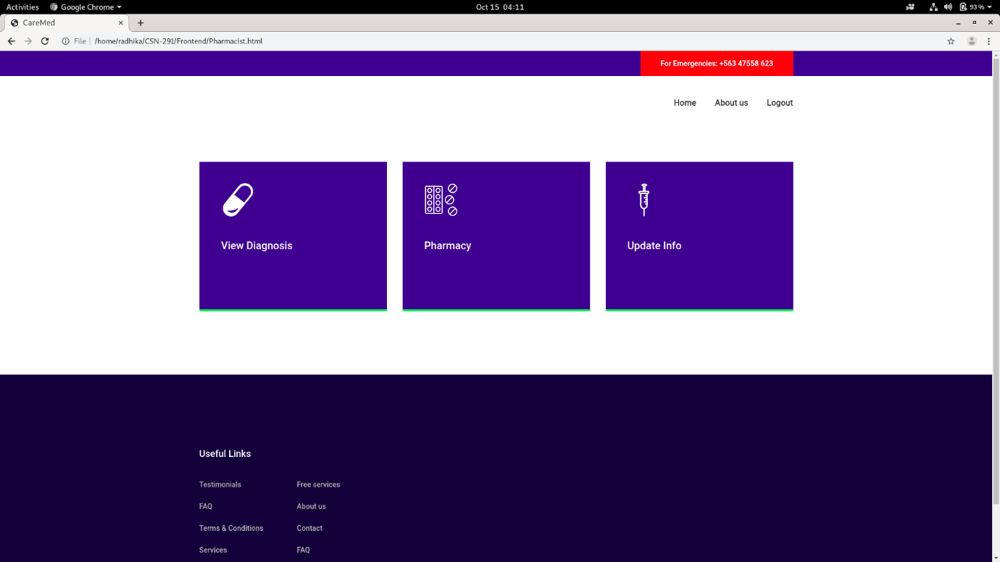 Activities Google Chrome Oct 15 04:11 93 %
CareMed
File /home/radhika/CSN-291/Frontend/Pharmacist.html
For Emergencies: +563 47558 623
Home About us Logout
View Diagnosis Pharmacy Update Info
Useful Links
Testimonials Free services
FAQ About us
Terms & Conditions Contact
Services FAQ